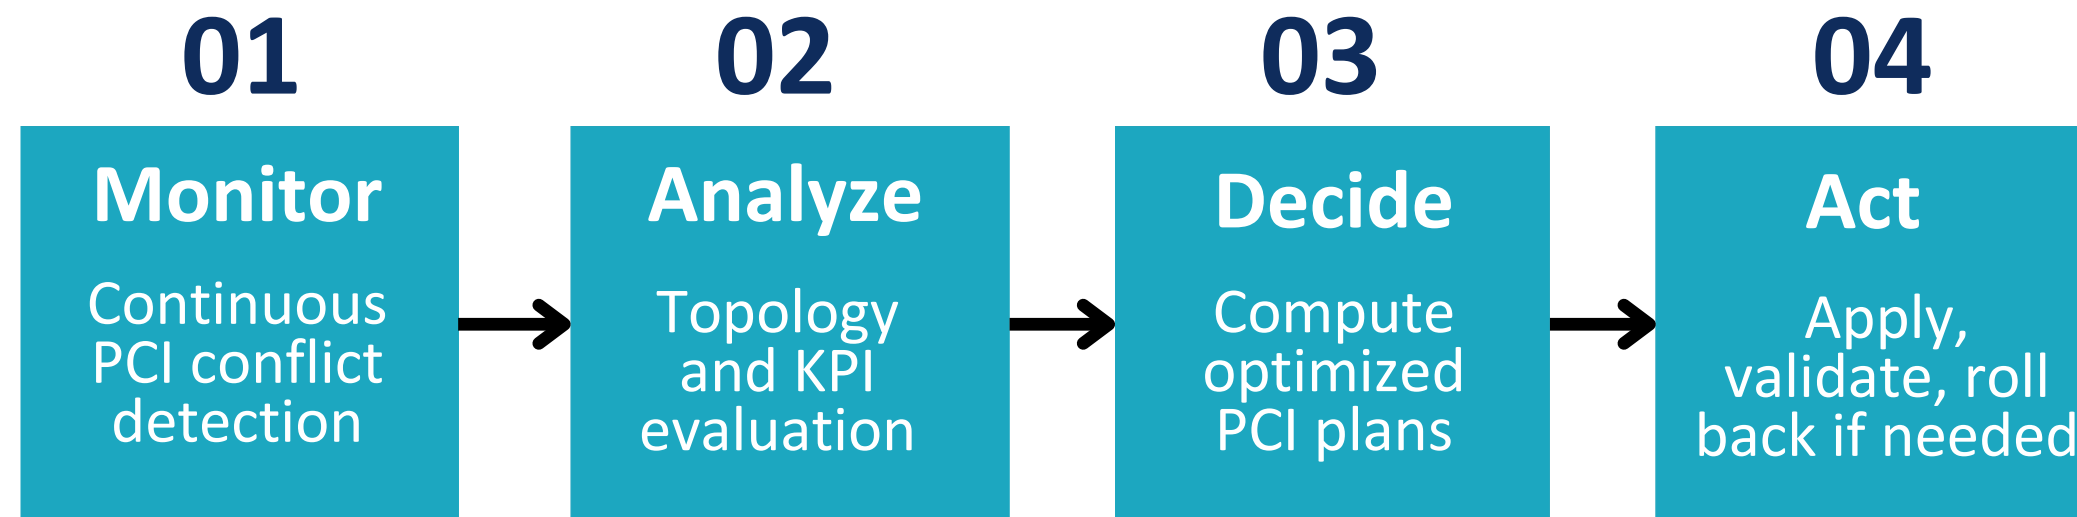 01
Monitor
Continuous
PCI conflict
detection
02
Analyze
Topology
and KPI
evaluation
03
Decide
Compute
optimized
PCI plans
04
Act
Apply,
validate, roll
back if needed